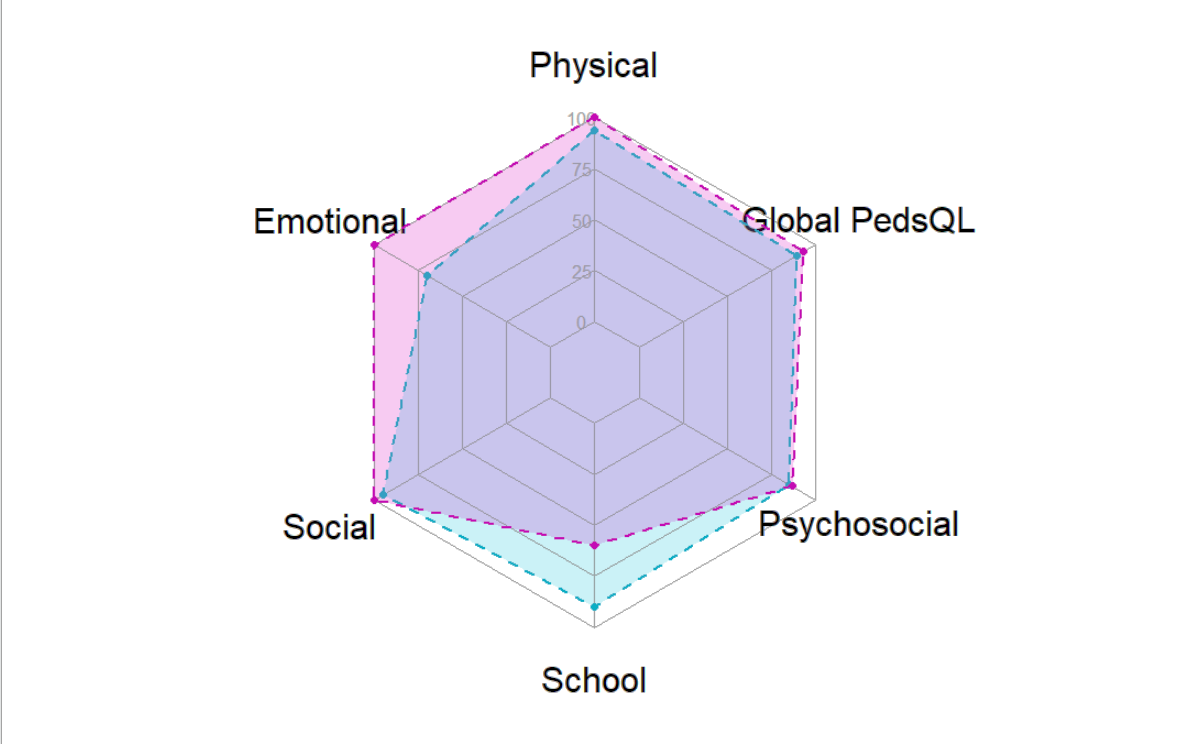 Physical
100
75
Emotional
50
Global PedsQL
25
0
Social
Psychosocial
School